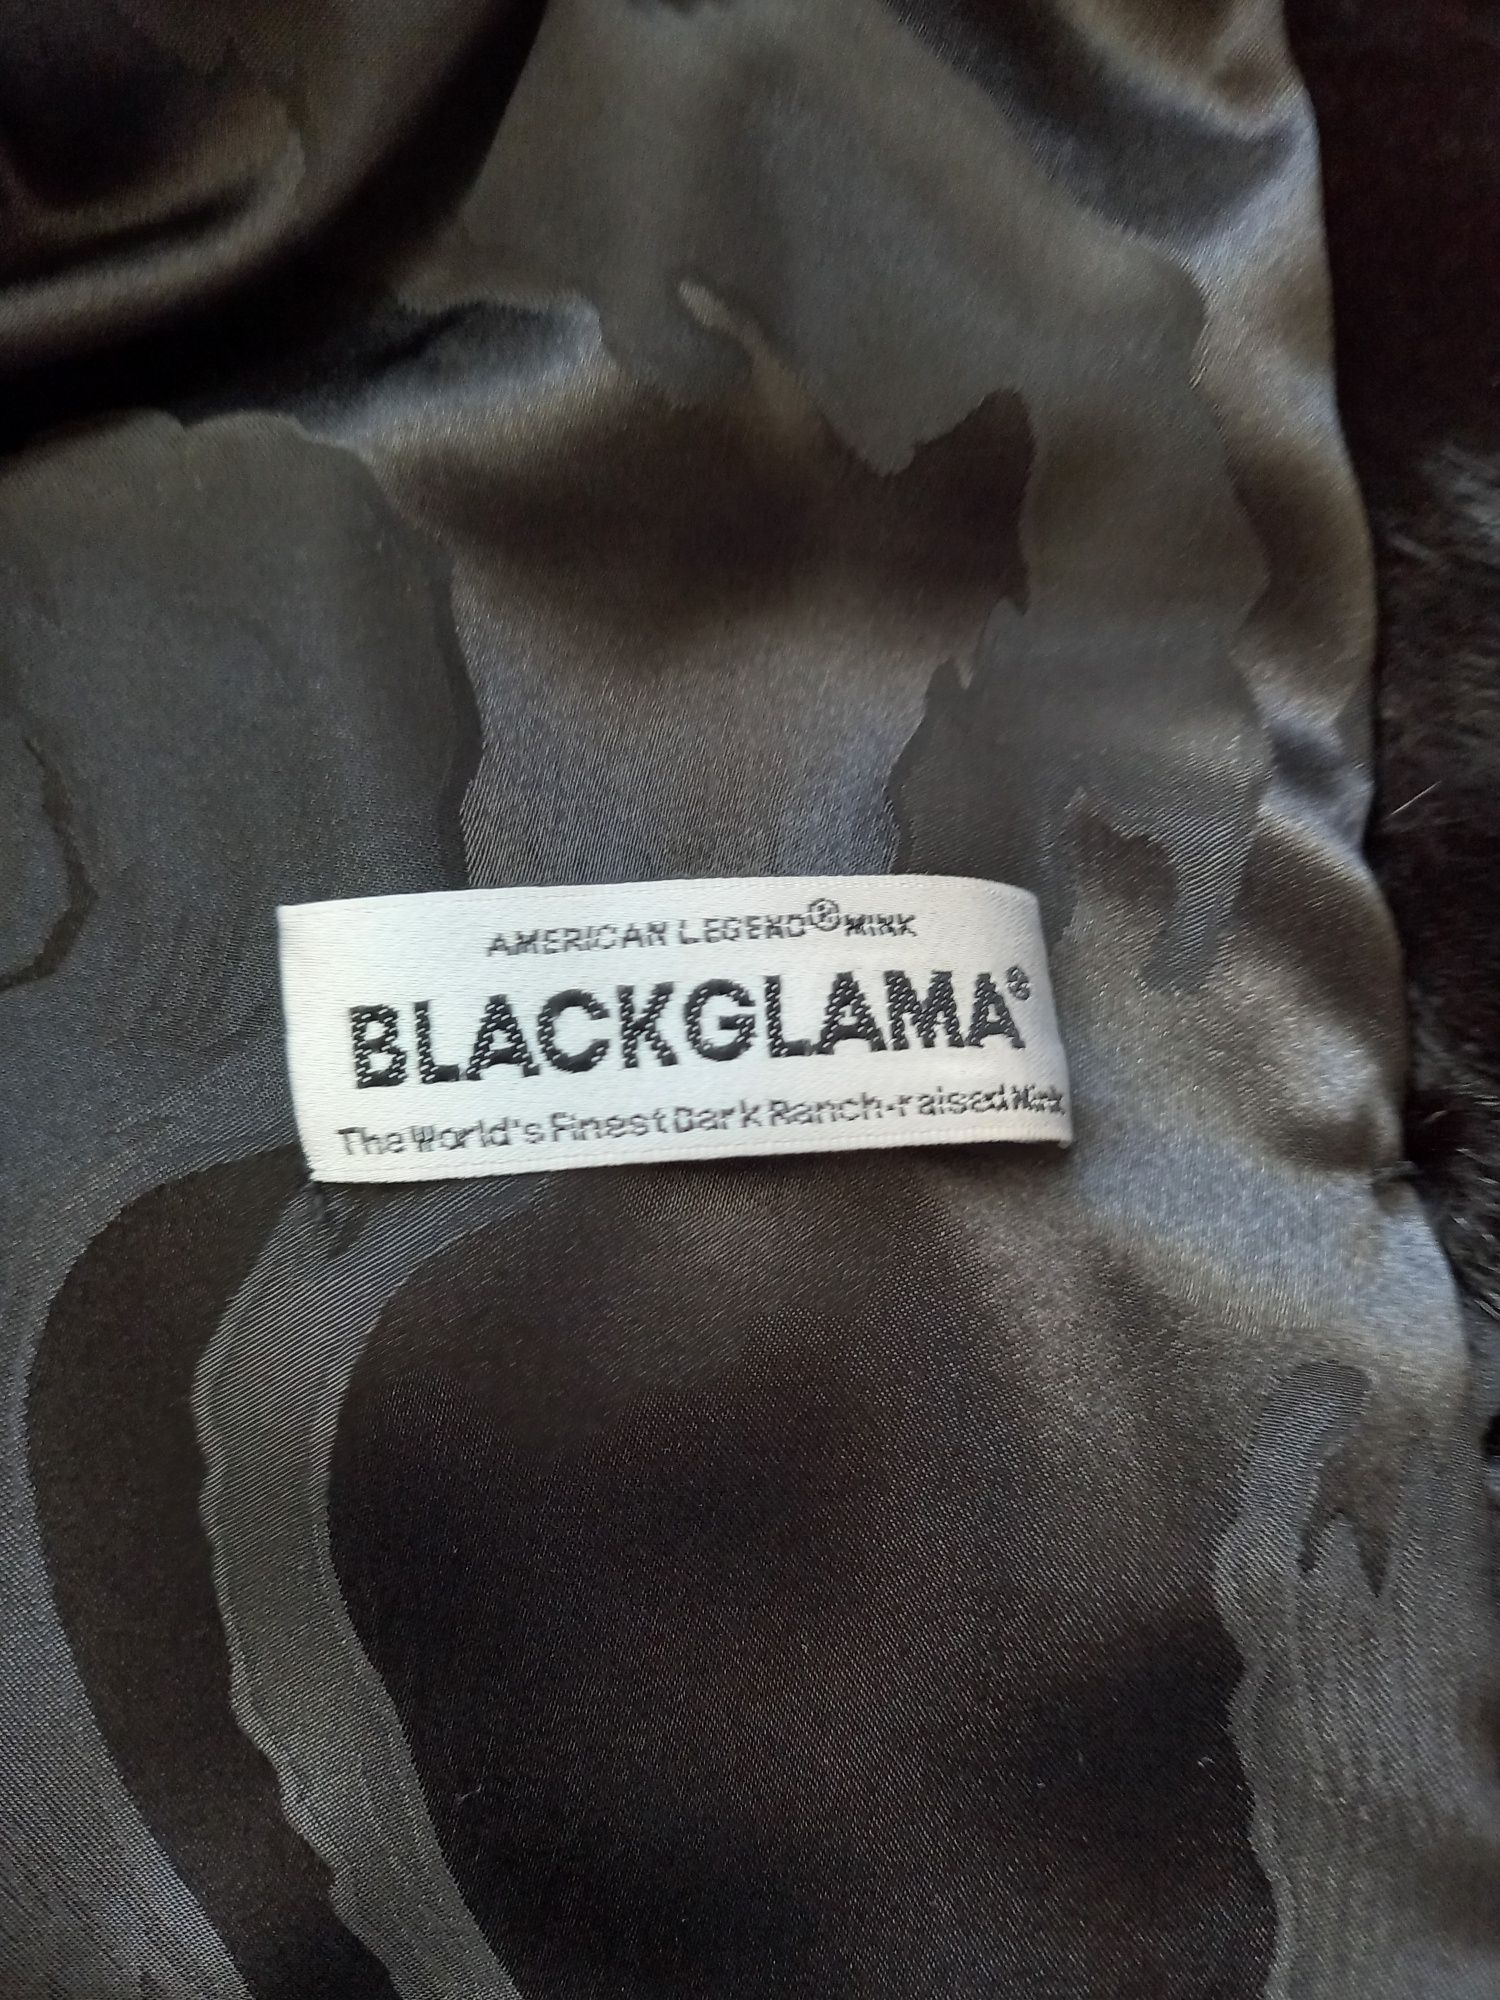 AMERICAN LEGEND® MINK
BLACKGLAMA®
The World's Finest Dark Ranch-raised Mink